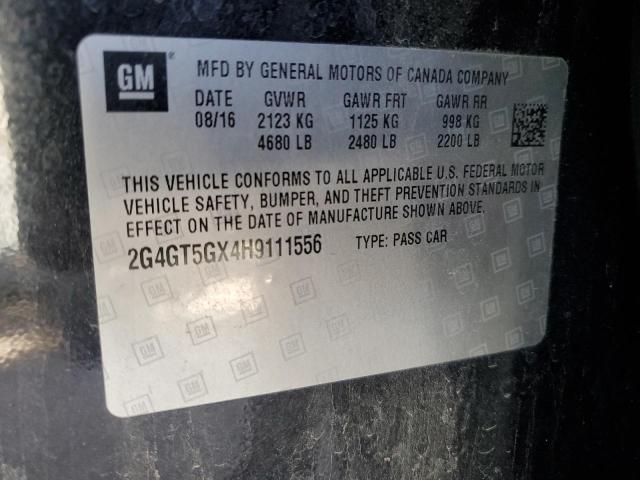 GM
MFD BY GENERAL MOTORS OF CANADA COMPANY
DATE GVWR GAWR FRT GAWR RR
08/16 2123 KG 1125 KG 998 KG
4680 LB 2480 LB 2200 LB
THIS VEHICLE CONFORMS TO ALL APPLICABLE U.S. FEDERAL MOTOR
VEHICLE SAFETY, BUMPER, AND THEFT PREVENTION STANDARDS IN
EFFECT ON THE DATE OF MANUFACTURE SHOWN ABOVE.
2G4GT5GX4H9111556 TYPE: PASS CAR